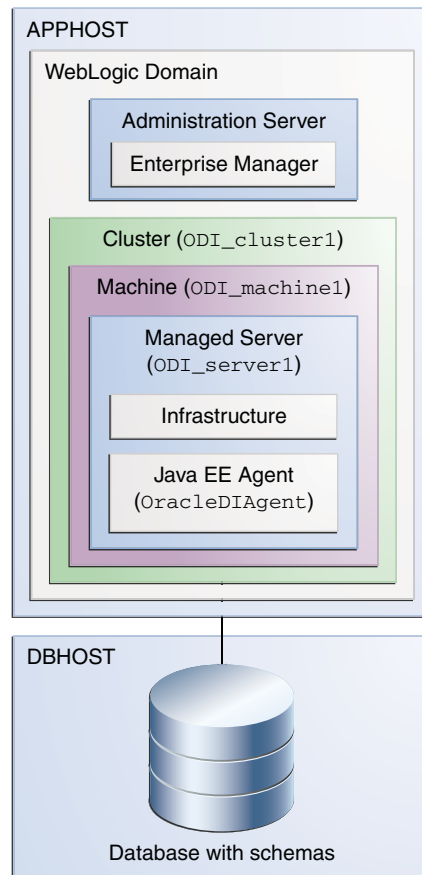 APPHOST
WebLogic Domain
Administration Server
Enterprise Manager
Cluster (ODI_cluster1)
Machine (ODI_machine1)
Managed Server
(ODI_server1)
Infrastructure
Java EE Agent
(OracleDIAgent)
DBHOST
Database with schemas